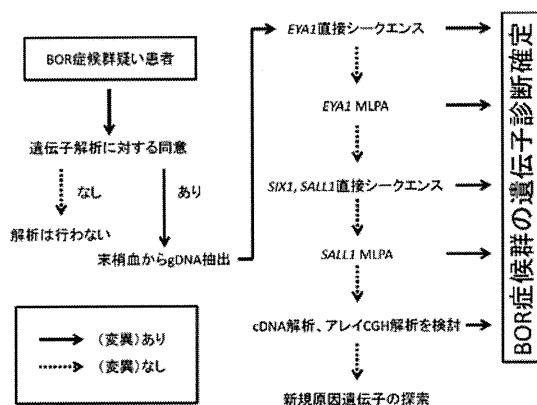 BOR症候群疑い患者
遺伝子解析に対する同意
なし
あり
解析は行わない
末梢血からgDNA抽出
(変異)あり
(変異)なし
EYA1直接シークエンス
EYA1 MLPA
SIX1, SALL1直接シークエンス
SALL1 MLPA
cDNA解析、アレイCGH解析を検討
新規原因遺伝子の探索
BOR症候群の遺伝子診断確定